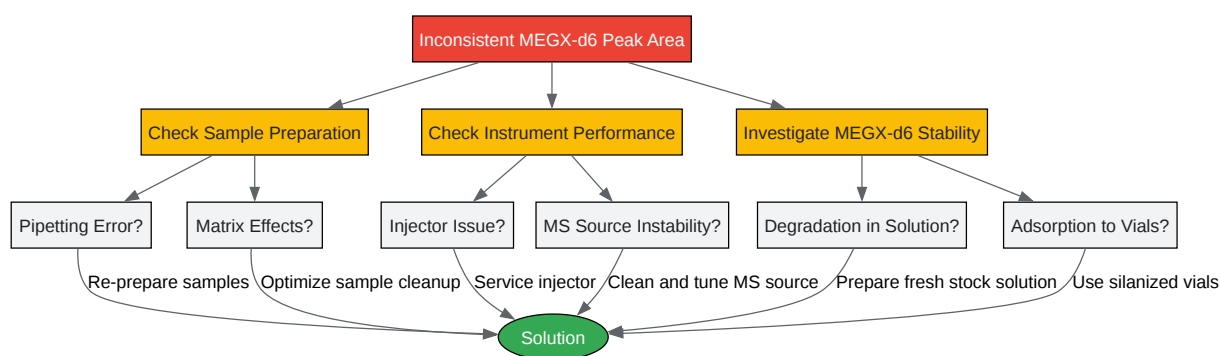 Inconsistent MEGX-d6 Peak Area
Check Sample Preparation
Check Instrument Performance
Investigate MEGX-d6 Stability
Pipetting Error?
Matrix Effects?
Injector Issue?
MS Source Instability?
Degradation in Solution?
Adsorption to Vials?
Re-prepare samples
Optimize sample cleanup
Service injector
Clean and tune MS source
Prepare fresh stock solution
Use silanized vials
Solution